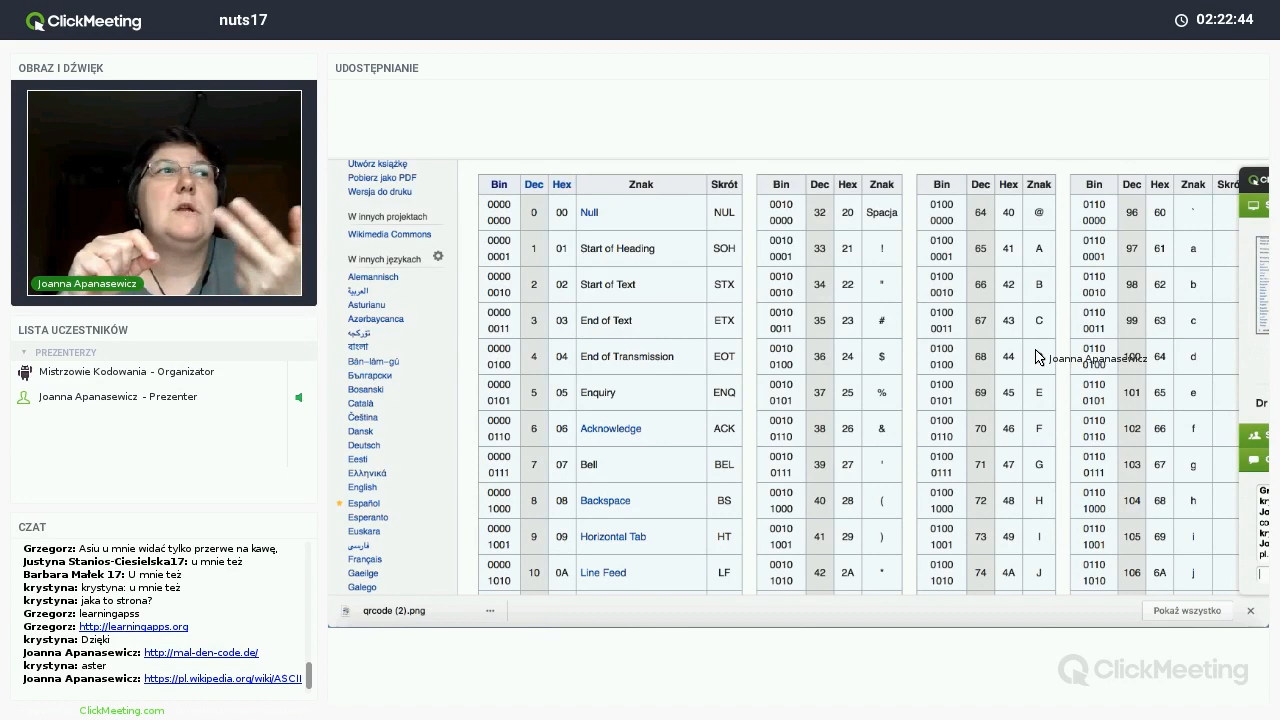 ClickMeeting
nuts17
02:22:44
OBRAZ I DŹWIĘK
Joanna Apanasewicz
LISTA UCZESTNIKÓW
PREZENTERZY
Mistrzowie Kodowania - Organizator
Joanna Apanasewicz - Prezenter
CZAT
Grzegorz: Asiu u mnie widać tylko przerwe na kawę,
Justyna Stanios-Ciesielska17: u mnie też
Barbara Małek 17: U mnie też
krystyna: krystyna: u mnie też
krystyna: jaka to strona?
Grzegorz: learningapss
Grzegorz: http://learningapps.org
krystyna: Dzięki
Joanna Apanasewicz: http://mal-den-code.de/
krystyna: aster
Joanna Apanasewicz: https://pl.wikipedia.org/wiki/ASCII
ClickMeeting.com
UDOSTĘPNIANIE
Utwórz książkę
Pobierz jako PDF
Wersja do druku
W innych projektach
Wikimedia Commons
W innych językach
Alemannisch
العربية
Asturianu
Azərbaycanca
تۆرکجه
বাংলা
Bân-lâm-gú
Български
Bosanski
Català
Čeština
Dansk
Deutsch
Eesti
Ελληνικά
English
Español
Esperanto
Euskara
فارسی
Français
Gaeilge
Galego
Bin Dec Hex Znak Skrót Bin Dec Hex Znak Bin Dec Hex Znak Bin Dec Hex Znak Skró
0000 0000 0 00 Null NUL 0010 0000 32 20 Spacja 0100 0000 64 40 @ 0110 0000 96 60 `
0000 0001 1 01 Start of Heading SOH 0010 0001 33 21 ! 0100 0001 65 41 A 0110 0001 97 61 a
0000 0010 2 02 Start of Text STX 0010 0010 34 22 " 0100 0010 66 42 B 0110 0010 98 62 b
0000 0011 3 03 End of Text ETX 0010 0011 35 23 # 0100 0011 67 43 C 0110 0011 99 63 c
0000 0100 4 04 End of Transmission EOT 0010 0100 36 24 $ 0100 0100 68 44 Joanna Apanasewicz 0110 0100 100 64 d
0000 0101 5 05 Enquiry ENQ 0010 0101 37 25 % 0100 0101 69 45 E 0110 0101 101 65 e
0000 0110 6 06 Acknowledge ACK 0010 0110 38 26 & 0100 0110 70 46 F 0110 0110 102 66 f
0000 0111 7 07 Bell BEL 0010 0111 39 27 ' 0100 0111 71 47 G 0110 0111 103 67 g
0000 1000 8 08 Backspace BS 0010 1000 40 28 ( 0100 1000 72 48 H 0110 1000 104 68 h
0000 1001 9 09 Horizontal Tab HT 0010 1001 41 29 ) 0100 1001 73 49 I 0110 1001 105 69 i
0000 1010 10 0A Line Feed LF 0010 1010 42 2A * 0100 1010 74 4A J 0110 1010 106 6A j
Dr
qrcode (2).png
Pokaż wszystko
ClickMeeting